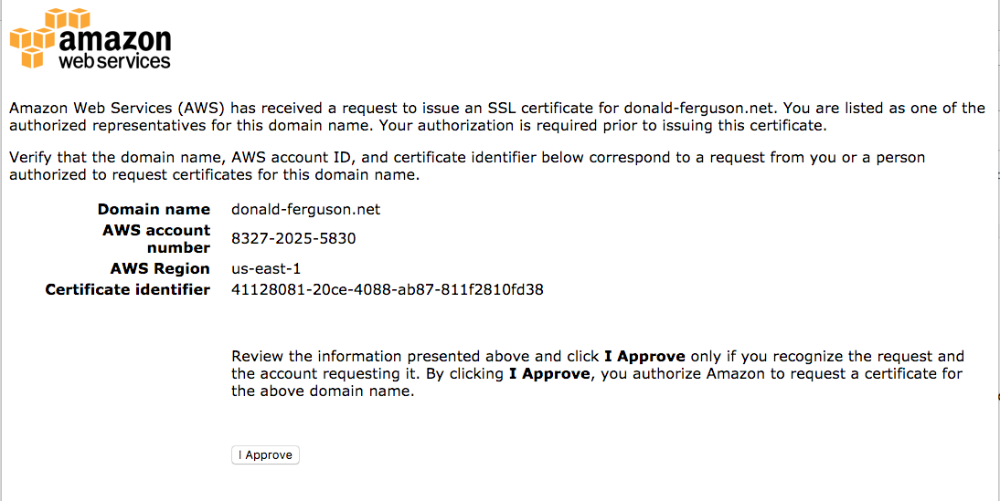 amazon
web services
Amazon Web Services (AWS) has received a request to issue an SSL certificate for donald-ferguson.net. You are listed as one of the
authorized representatives for this domain name. Your authorization is required prior to issuing this certificate.
Verify that the domain name, AWS account ID, and certificate identifier below correspond to a request from you or a person
authorized to request certificates for this domain name.
Domain name donald-ferguson.net
AWS account
number 8327-2025-5830
AWS Region us-east-1
Certificate identifier 41128081-20ce-4088-ab87-811f2810fd38
Review the information presented above and click I Approve only if you recognize the request and
the account requesting it. By clicking I Approve, you authorize Amazon to request a certificate for
the above domain name.
I Approve